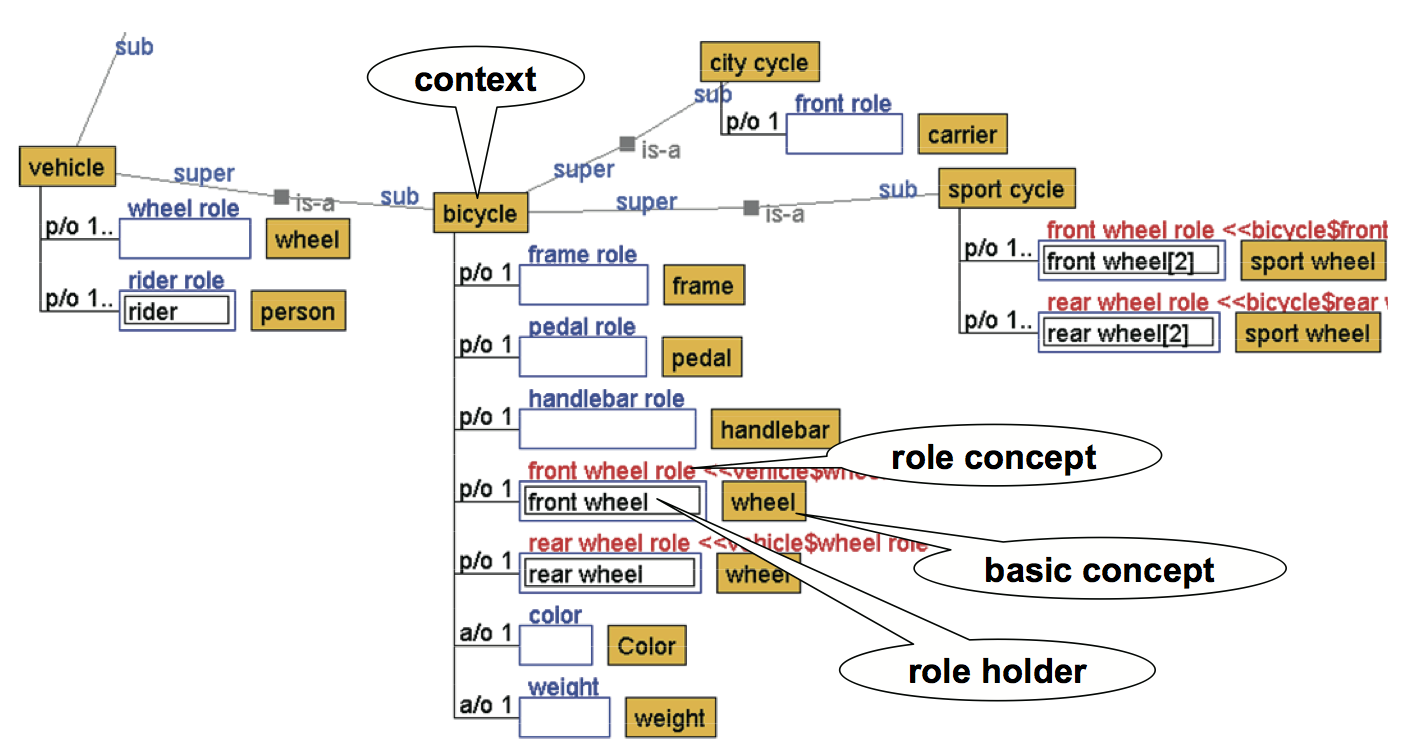 sub
context
city cycle
sub
front role
p/o 1
carrier
is-a
vehicle
super
super
is-a
sub
bicycle
super
is-a
sub
sport cycle
wheel role
p/o 1..
wheel
rider role
p/o 1..
rider
person
frame role
p/o 1
frame
pedal role
p/o 1
pedal
handlebar role
p/o 1
handlebar
front wheel role <<vehicle$whe
p/o 1
front wheel
wheel
rear wheel role <<vehicle$wheel role
p/o 1
rear wheel
wheel
color
a/o 1
Color
weight
a/o 1
weight
front wheel role <<bicycle$front
p/o 1..
front wheel[2]
sport wheel
rear wheel role <<bicycle$rear
p/o 1..
rear wheel[2]
sport wheel
role concept
basic concept
role holder